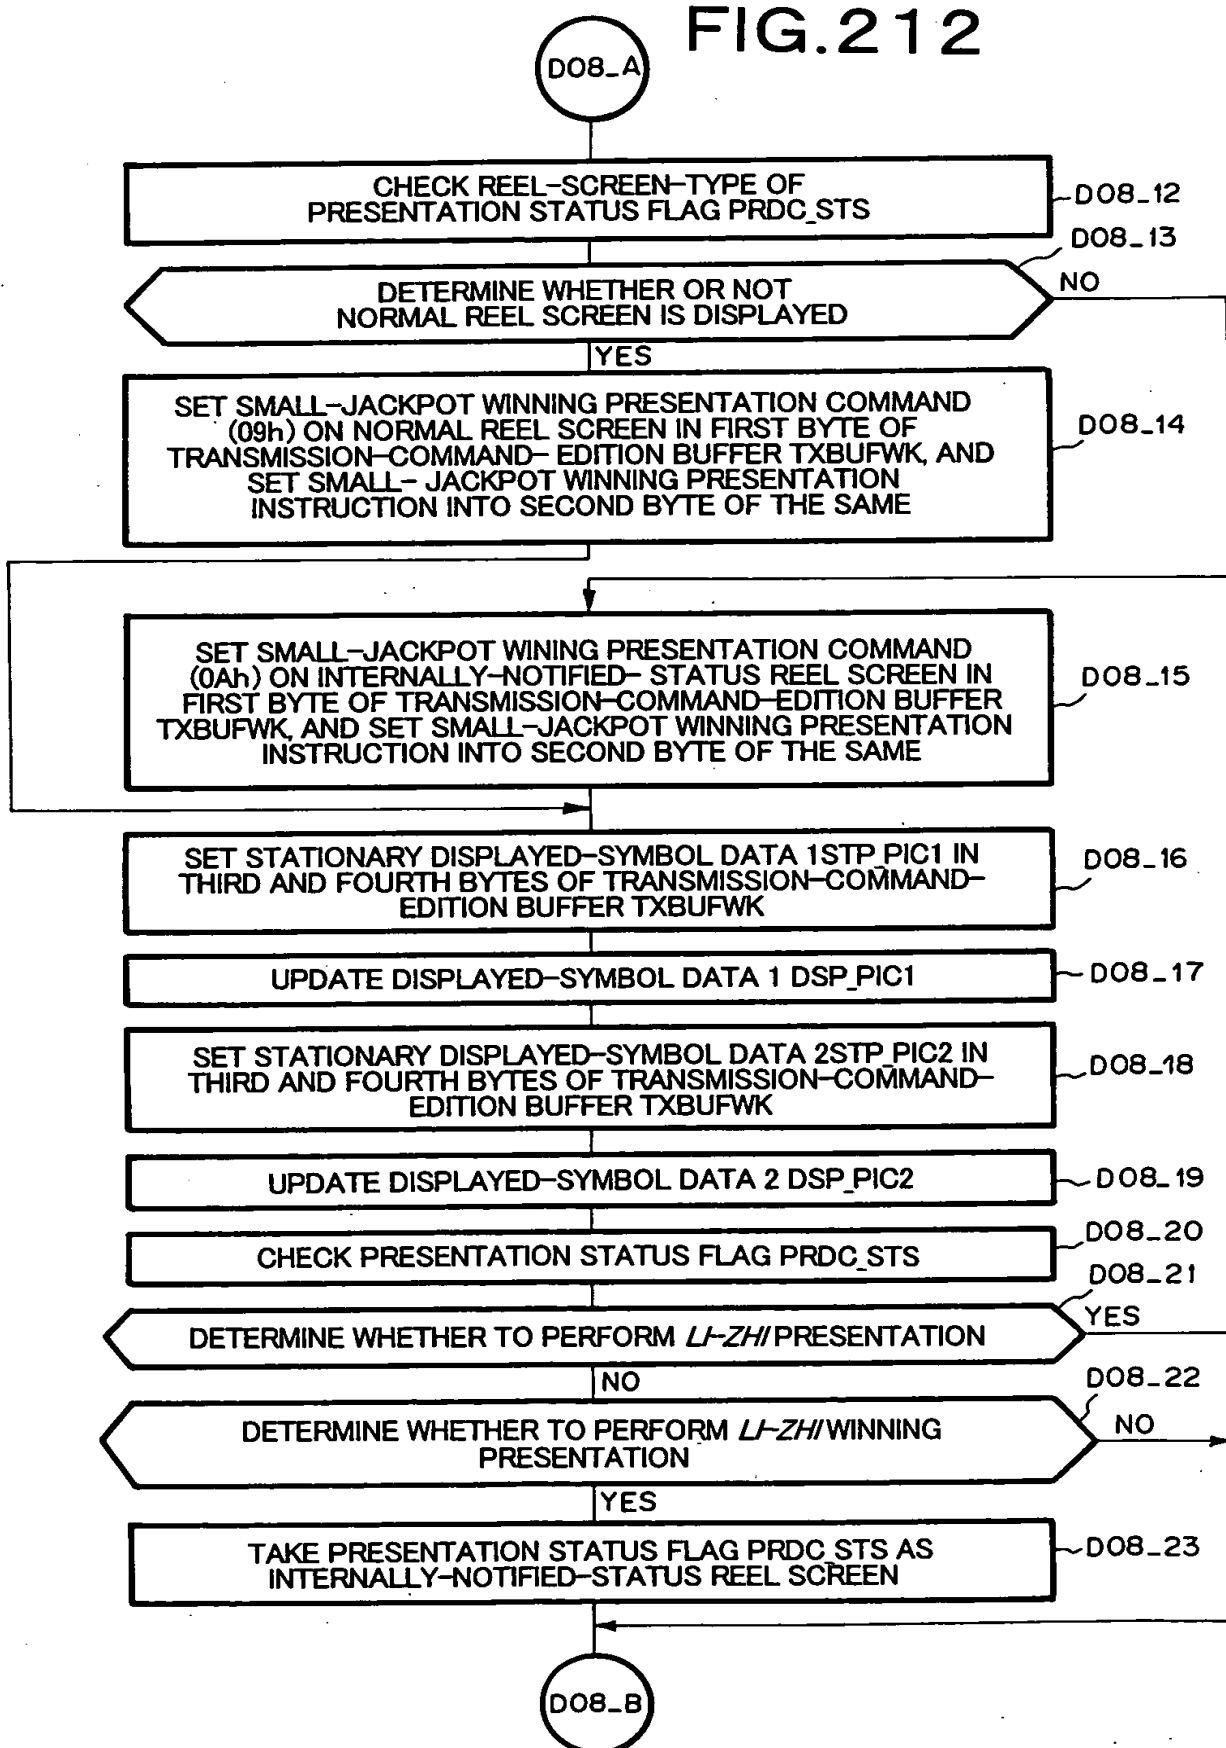 FIG.212
D08_A
CHECK REEL-SCREEN-TYPE OF
PRESENTATION STATUS FLAG PRDC_STS
D08_12
D08_13
DETERMINE WHETHER OR NOT
NORMAL REEL SCREEN IS DISPLAYED
NO
YES
SET SMALL-JACKPOT WINNING PRESENTATION COMMAND
(09h) ON NORMAL REEL SCREEN IN FIRST BYTE OF
TRANSMISSION-COMMAND- EDITION BUFFER TXBUFWK, AND
SET SMALL- JACKPOT WINNING PRESENTATION
INSTRUCTION INTO SECOND BYTE OF THE SAME
D08_14
SET SMALL-JACKPOT WINING PRESENTATION COMMAND
(0Ah) ON INTERNALLY-NOTIFIED- STATUS REEL SCREEN IN
FIRST BYTE OF TRANSMISSION-COMMAND-EDITION BUFFER
TXBUFWK, AND SET SMALL-JACKPOT WINNING PRESENTATION
INSTRUCTION INTO SECOND BYTE OF THE SAME
D08_15
SET STATIONARY DISPLAYED-SYMBOL DATA 1STP_PIC1 IN
THIRD AND FOURTH BYTES OF TRANSMISSION-COMMAND-
EDITION BUFFER TXBUFWK
D08_16
UPDATE DISPLAYED-SYMBOL DATA 1 DSP_PIC1
D08_17
SET STATIONARY DISPLAYED-SYMBOL DATA 2STP_PIC2 IN
THIRD AND FOURTH BYTES OF TRANSMISSION-COMMAND-
EDITION BUFFER TXBUFWK
D08_18
UPDATE DISPLAYED-SYMBOL DATA 2 DSP_PIC2
D08_19
CHECK PRESENTATION STATUS FLAG PRDC_STS
D08_20
D08_21
DETERMINE WHETHER TO PERFORM LI-ZHI PRESENTATION
YES
NO
D08_22
DETERMINE WHETHER TO PERFORM LI-ZHI WINNING
PRESENTATION
NO
YES
TAKE PRESENTATION STATUS FLAG PRDC_STS AS
INTERNALLY-NOTIFIED-STATUS REEL SCREEN
D08_23
D08_B